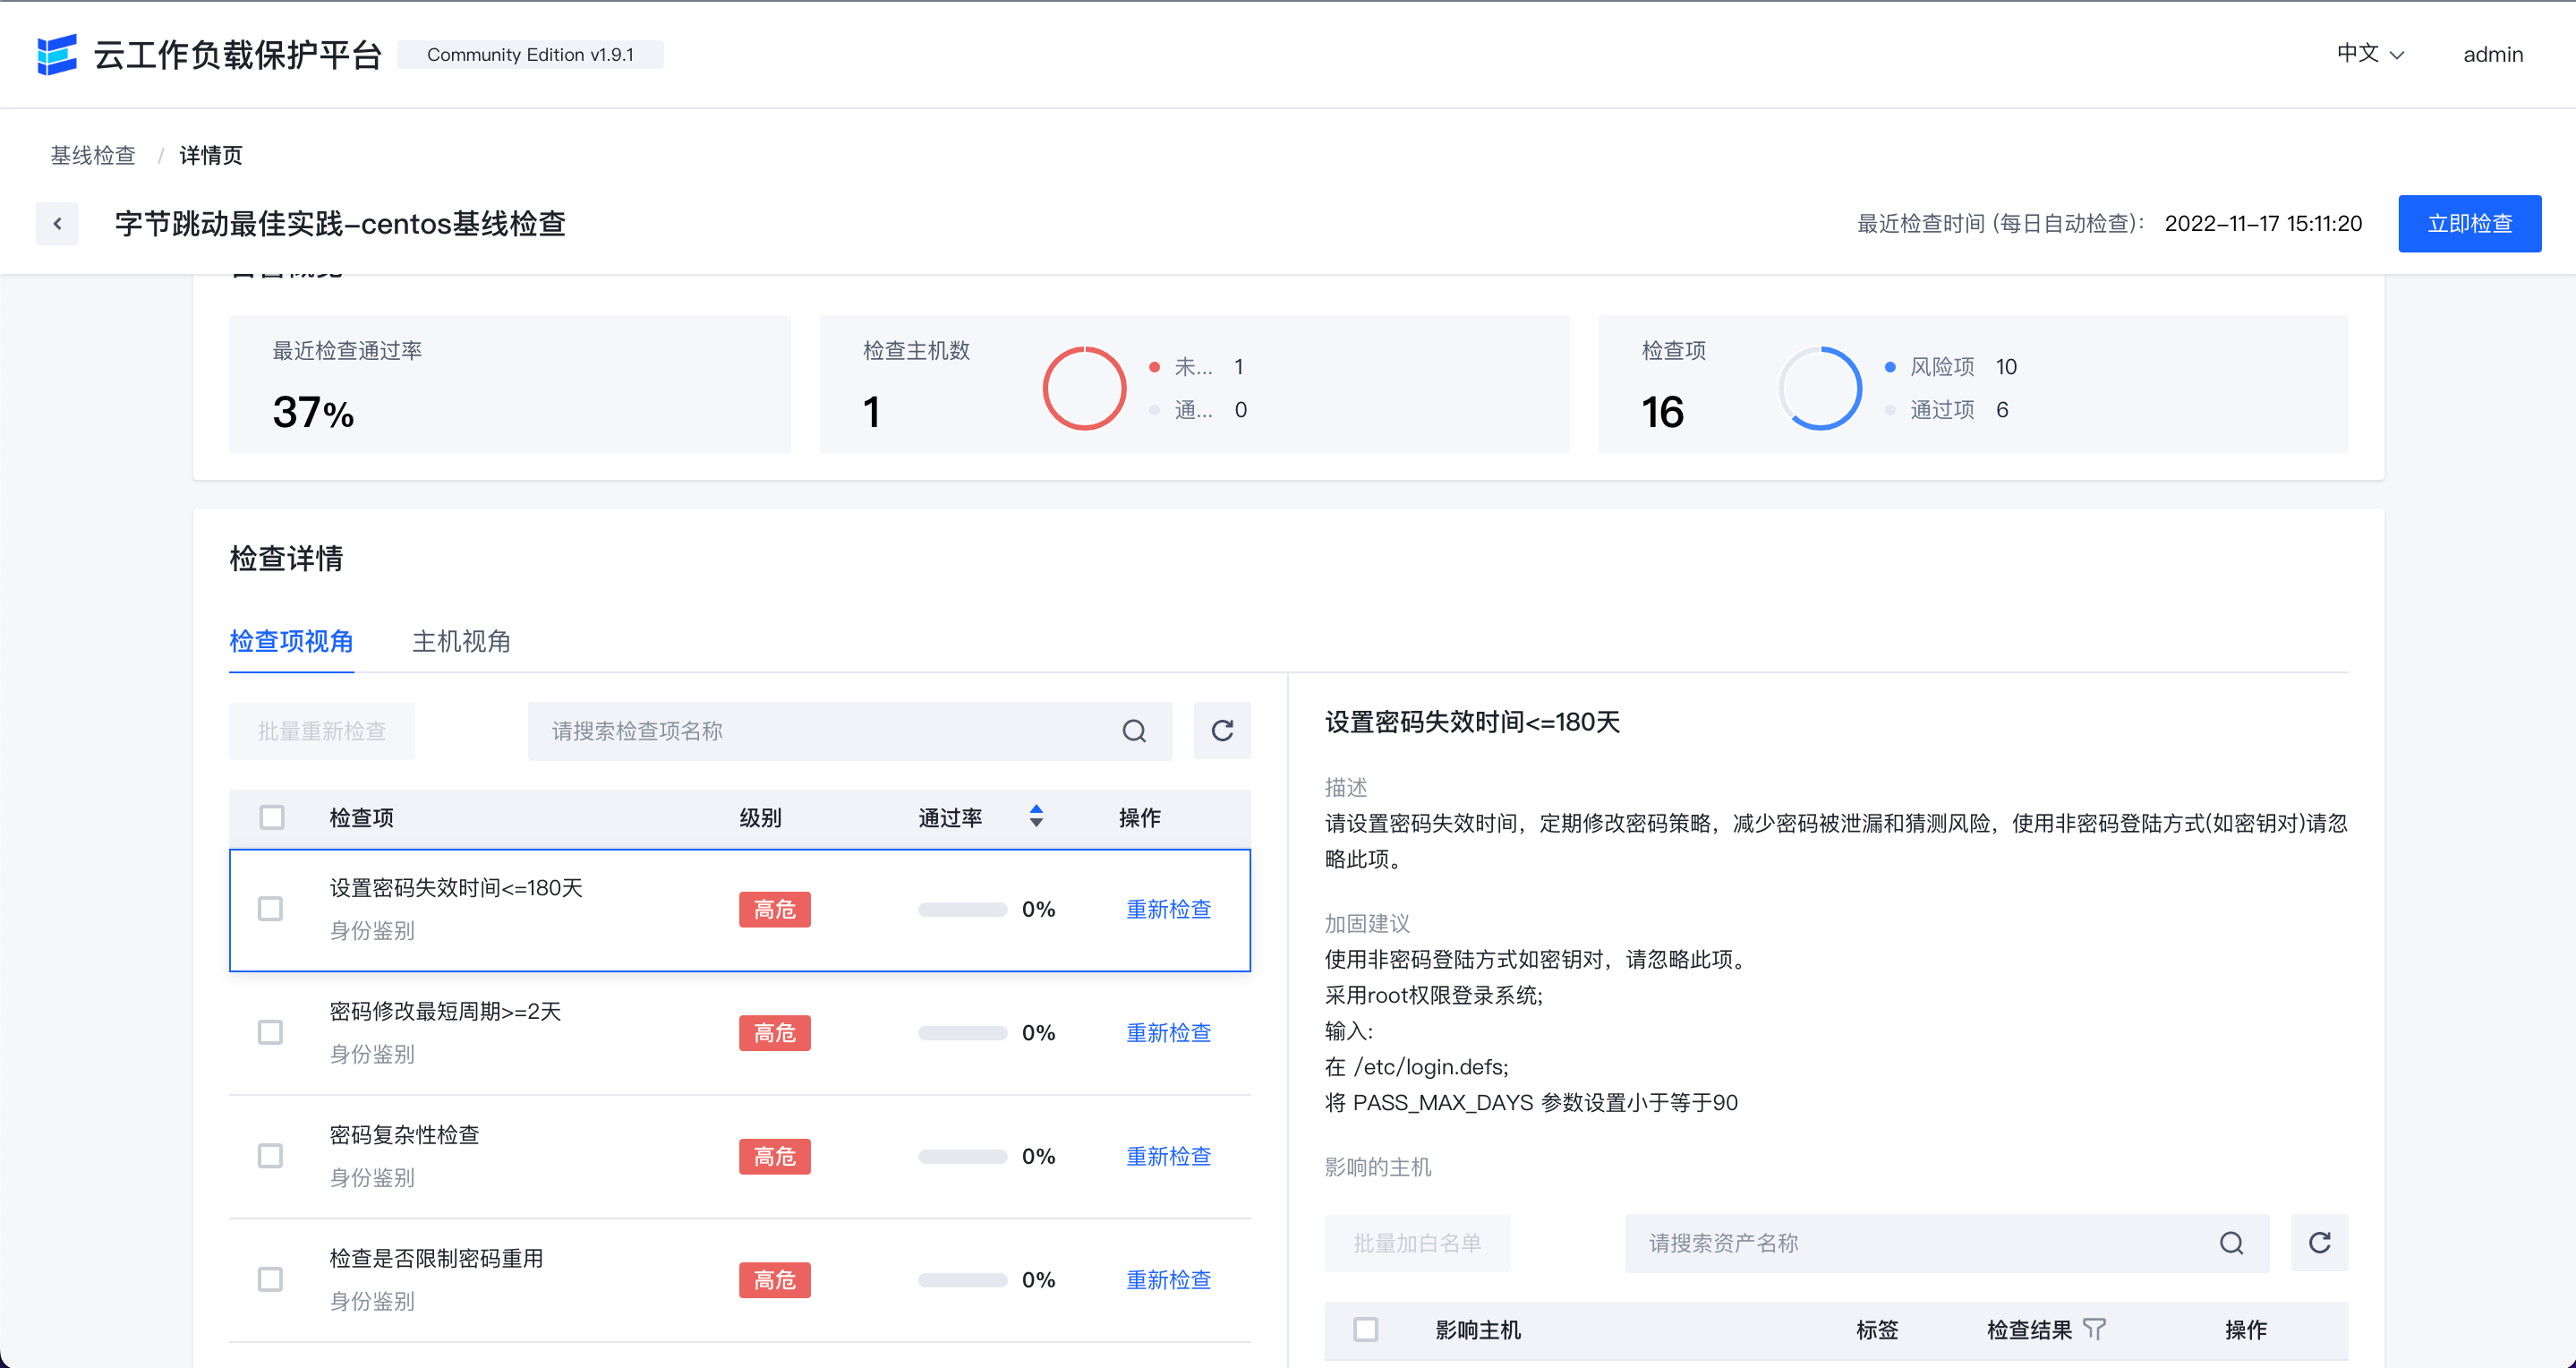 云工作负载保护平台 Community Edition v1.9.1
中文 admin
基线检查 / 详情页
字节跳动最佳实践-centos基线检查
最近检查时间 (每日自动检查)： 2022-11-17 15:11:20
立即检查
最近检查通过率
37%
检查主机数
1
未... 1
通... 0
检查项
16
风险项 10
通过项 6
检查详情
检查项视角 主机视角
批量重新检查
请搜索检查项名称
检查项 级别 通过率 操作
设置密码失效时间<=180天
身份鉴别
高危 0% 重新检查
密码修改最短周期>=2天
身份鉴别
高危 0% 重新检查
密码复杂性检查
身份鉴别
高危 0% 重新检查
检查是否限制密码重用
身份鉴别
高危 0% 重新检查
设置密码失效时间<=180天
描述
请设置密码失效时间，定期修改密码策略，减少密码被泄漏和猜测风险，使用非密码登陆方式(如密钥对)请忽
略此项。
加固建议
使用非密码登陆方式如密钥对，请忽略此项。
采用root权限登录系统;
输入:
在 /etc/login.defs;
将 PASS_MAX_DAYS 参数设置小于等于90
影响的主机
批量加白名单
请搜索资产名称
影响主机 标签 检查结果 操作